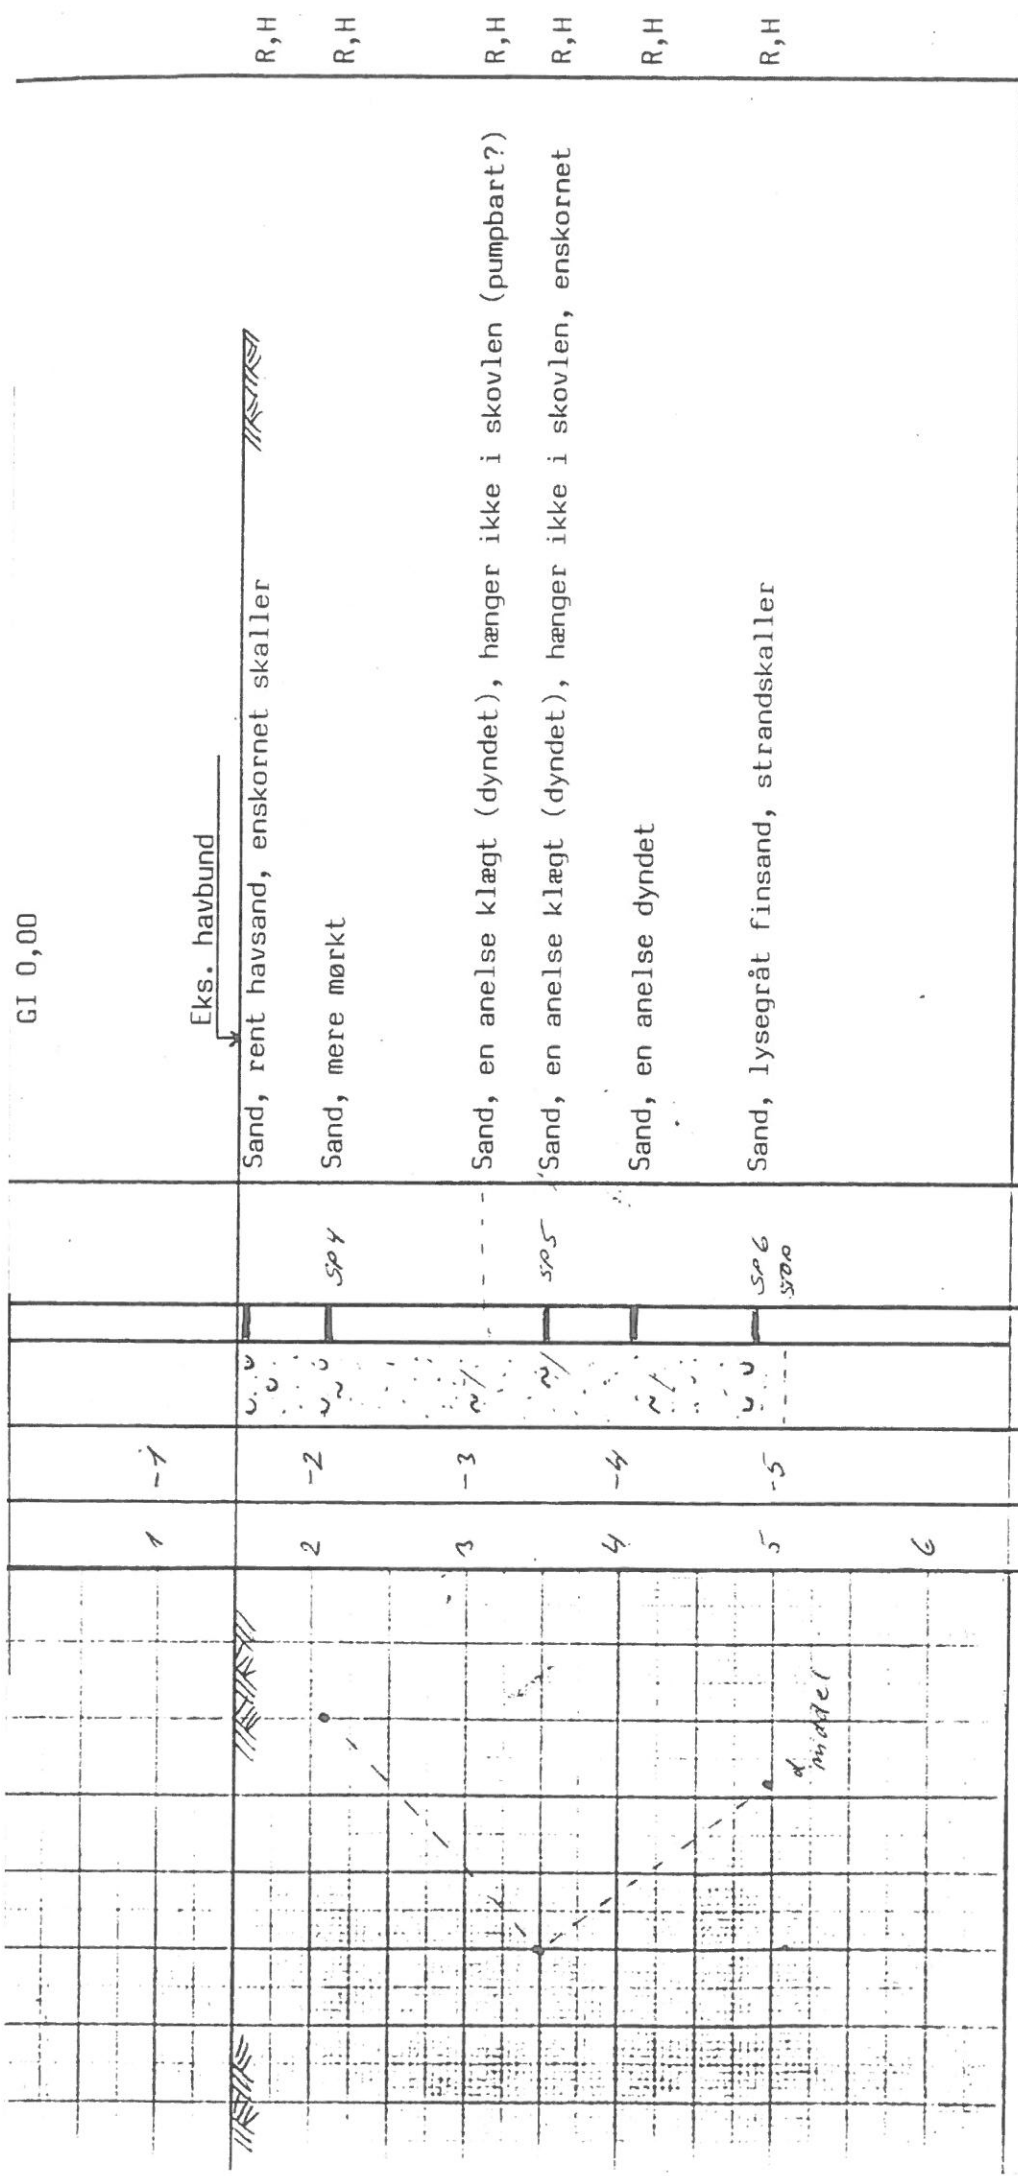 GI 0,00
Eks. havbund
1 -1
Sand, rent havsand, enskornet skaller R,H
2 -2 SP4 Sand, mere mørkt R,H
3 -3 Sand, en anelse klægt (dyndet), hænger ikke i skovlen (pumpbart?) R,H
SP5 Sand, en anelse klægt (dyndet), hænger ikke i skovlen, enskornet R,H
4 -4 Sand, en anelse dyndet R,H
5 -5 SP6 Sand, lysegråt finsand, strandskaller R,H
d middel
6